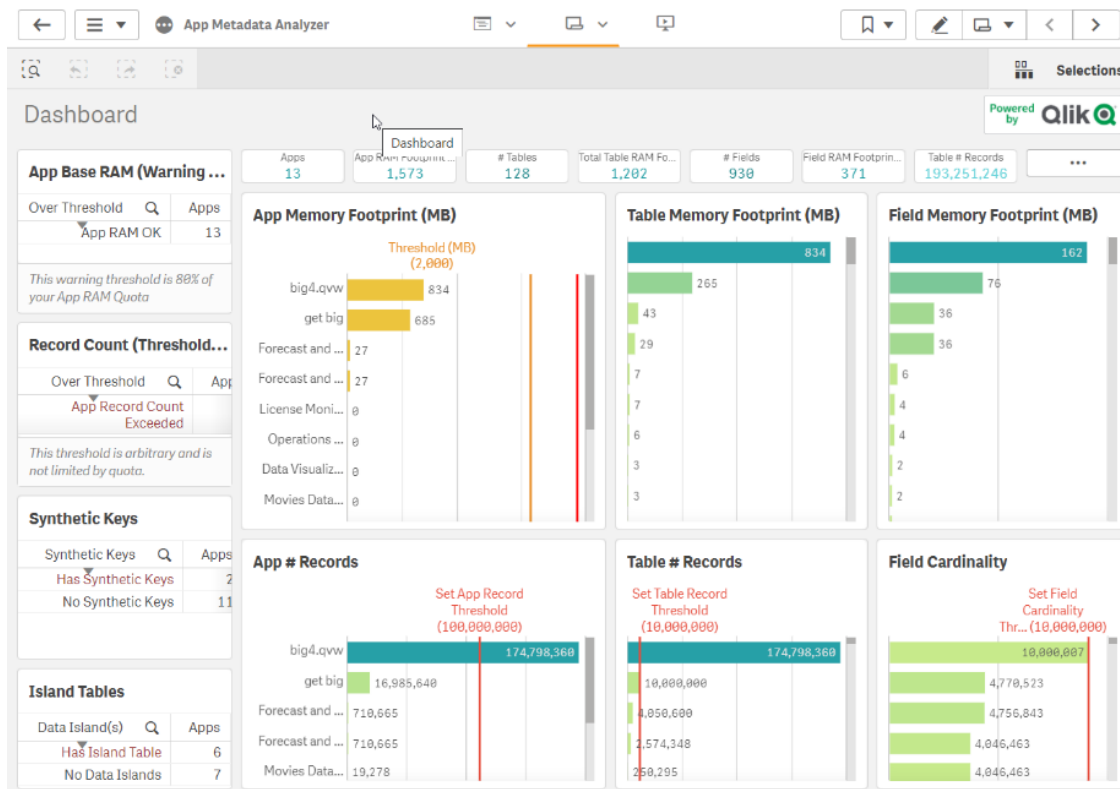 App Metadata Analyzer
Selections
Dashboard
Powered by Qlik
Dashboard
Apps
13
App RAM Footprint ...
1,573
# Tables
128
Total Table RAM Fo...
1,202
# Fields
930
Field RAM Footprin...
371
Table # Records
193,251,246
...
App Base RAM (Warning ...
Over Threshold Apps
App RAM OK 13
This warning threshold is 80% of
your App RAM Quota
Record Count (Threshold...
Over Threshold App
App Record Count
Exceeded
This threshold is arbitrary and is
not limited by quota.
Synthetic Keys
Synthetic Keys Apps
Has Synthetic Keys 2
No Synthetic Keys 11
Island Tables
Data Island(s) Apps
Has Island Table 6
No Data Islands 7
App Memory Footprint (MB)
Threshold (MB)
(2,000)
big4.qvw 834
get big 685
Forecast and ... 27
Forecast and ... 27
License Moni... 0
Operations ... 0
Data Visualiz... 0
Movies Data... 0
Table Memory Footprint (MB)
834
265
43
29
7
7
6
3
3
Field Memory Footprint (MB)
162
76
36
36
6
4
4
2
2
App # Records
Set App Record
Threshold
(100,000,000)
big4.qvw 174,798,360
get big 16,985,640
Forecast and ... 710,665
Forecast and ... 710,665
Movies Data... 19,278
Table # Records
Set Table Record
Threshold
(10,000,000)
174,798,360
10,000,000
4,050,600
2,574,348
250,295
Field Cardinality
Set Field
Cardinality
Thr... (10,000,000)
10,000,007
4,770,523
4,756,843
4,046,463
4,046,463